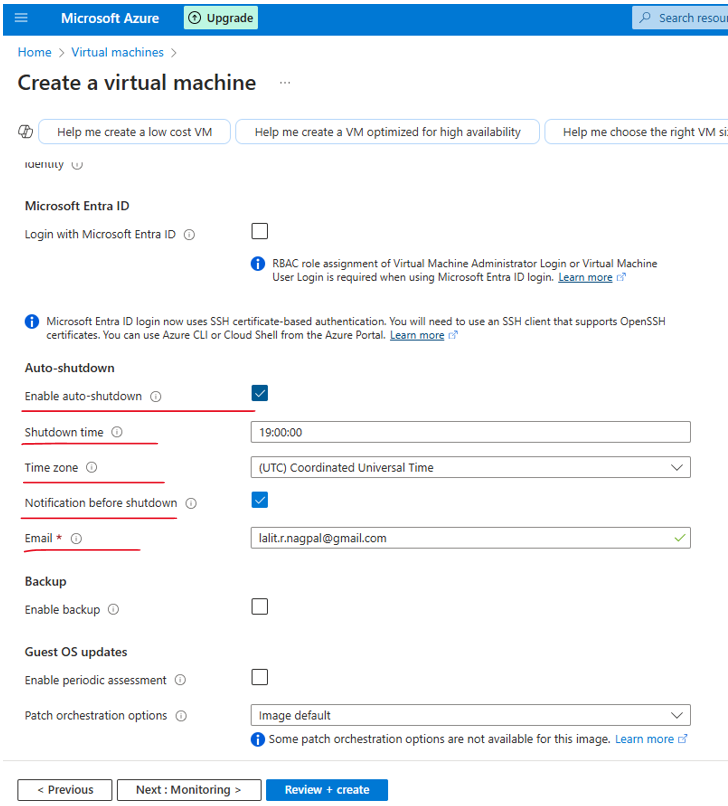 Microsoft Azure Upgrade Search resour
Home > Virtual machines >
Create a virtual machine ...
Help me create a low cost VM Help me create a VM optimized for high availability Help me choose the right VM si
Identity
Microsoft Entra ID
Login with Microsoft Entra ID
RBAC role assignment of Virtual Machine Administrator Login or Virtual Machine
User Login is required when using Microsoft Entra ID login. Learn more
Microsoft Entra ID login now uses SSH certificate-based authentication. You will need to use an SSH client that supports OpenSSH
certificates. You can use Azure CLI or Cloud Shell from the Azure Portal. Learn more
Auto-shutdown
Enable auto-shutdown
Shutdown time 19:00:00
Time zone (UTC) Coordinated Universal Time
Notification before shutdown
Email * lalit.r.nagpal@gmail.com
Backup
Enable backup
Guest OS updates
Enable periodic assessment
Patch orchestration options Image default
Some patch orchestration options are not available for this image. Learn more
< Previous Next : Monitoring > Review + create